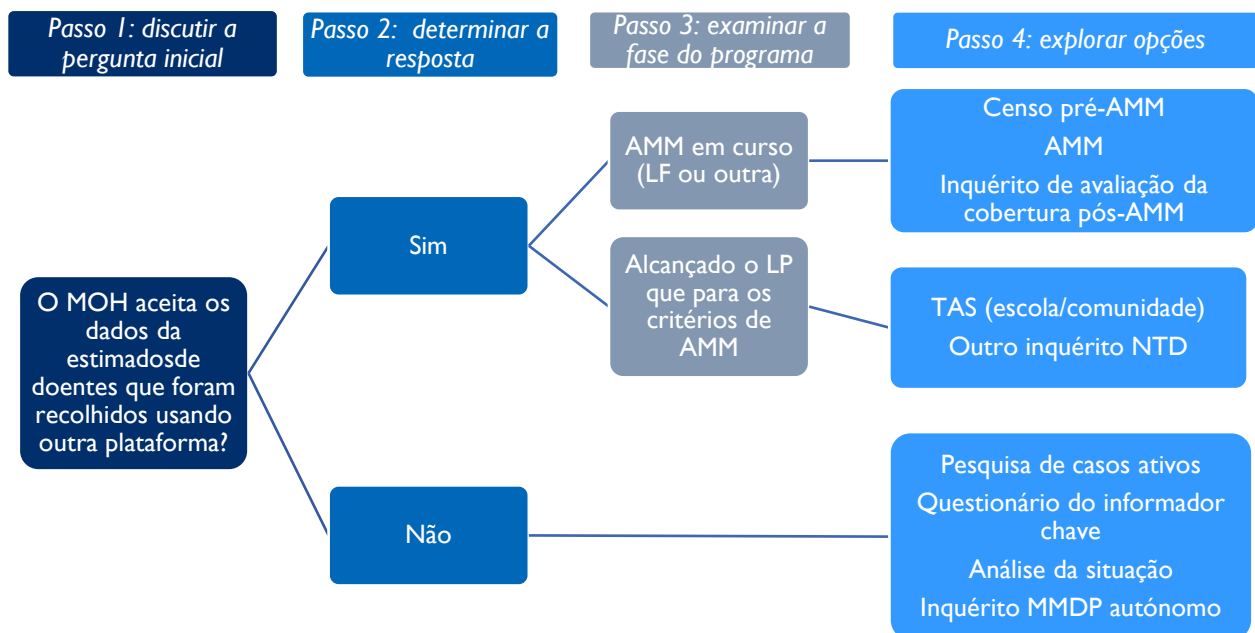 Passo 1: discutir a
pergunta inicial
Passo 2: determinar a
resposta
Passo 3: examinar a
fase do programa
Passo 4: explorar opções
O MOH aceita os
dados da
estimadosde
doentes que foram
recolhidos usando
outra plataforma?
Sim
AMM em curso
(LF ou outra)
Censo pré-AMM
AMM
Inquérito de avaliação da
cobertura pós-AMM
Alcançado o LP
que para os
critérios de
AMM
TAS (escola/comunidade)
Outro inquérito NTD
Não
Pesquisa de casos ativos
Questionário do informador
chave
Análise da situação
Inquérito MMDP autónomo